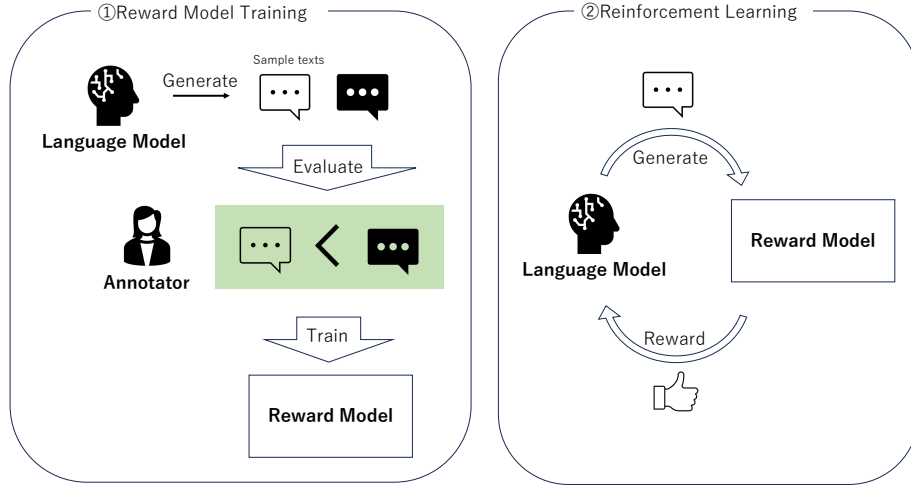 ①Reward Model Training
Generate
Sample texts
Language Model
Evaluate
Annotator
<
Train
Reward Model
②Reinforcement Learning
Generate
Language Model
Reward Model
Reward